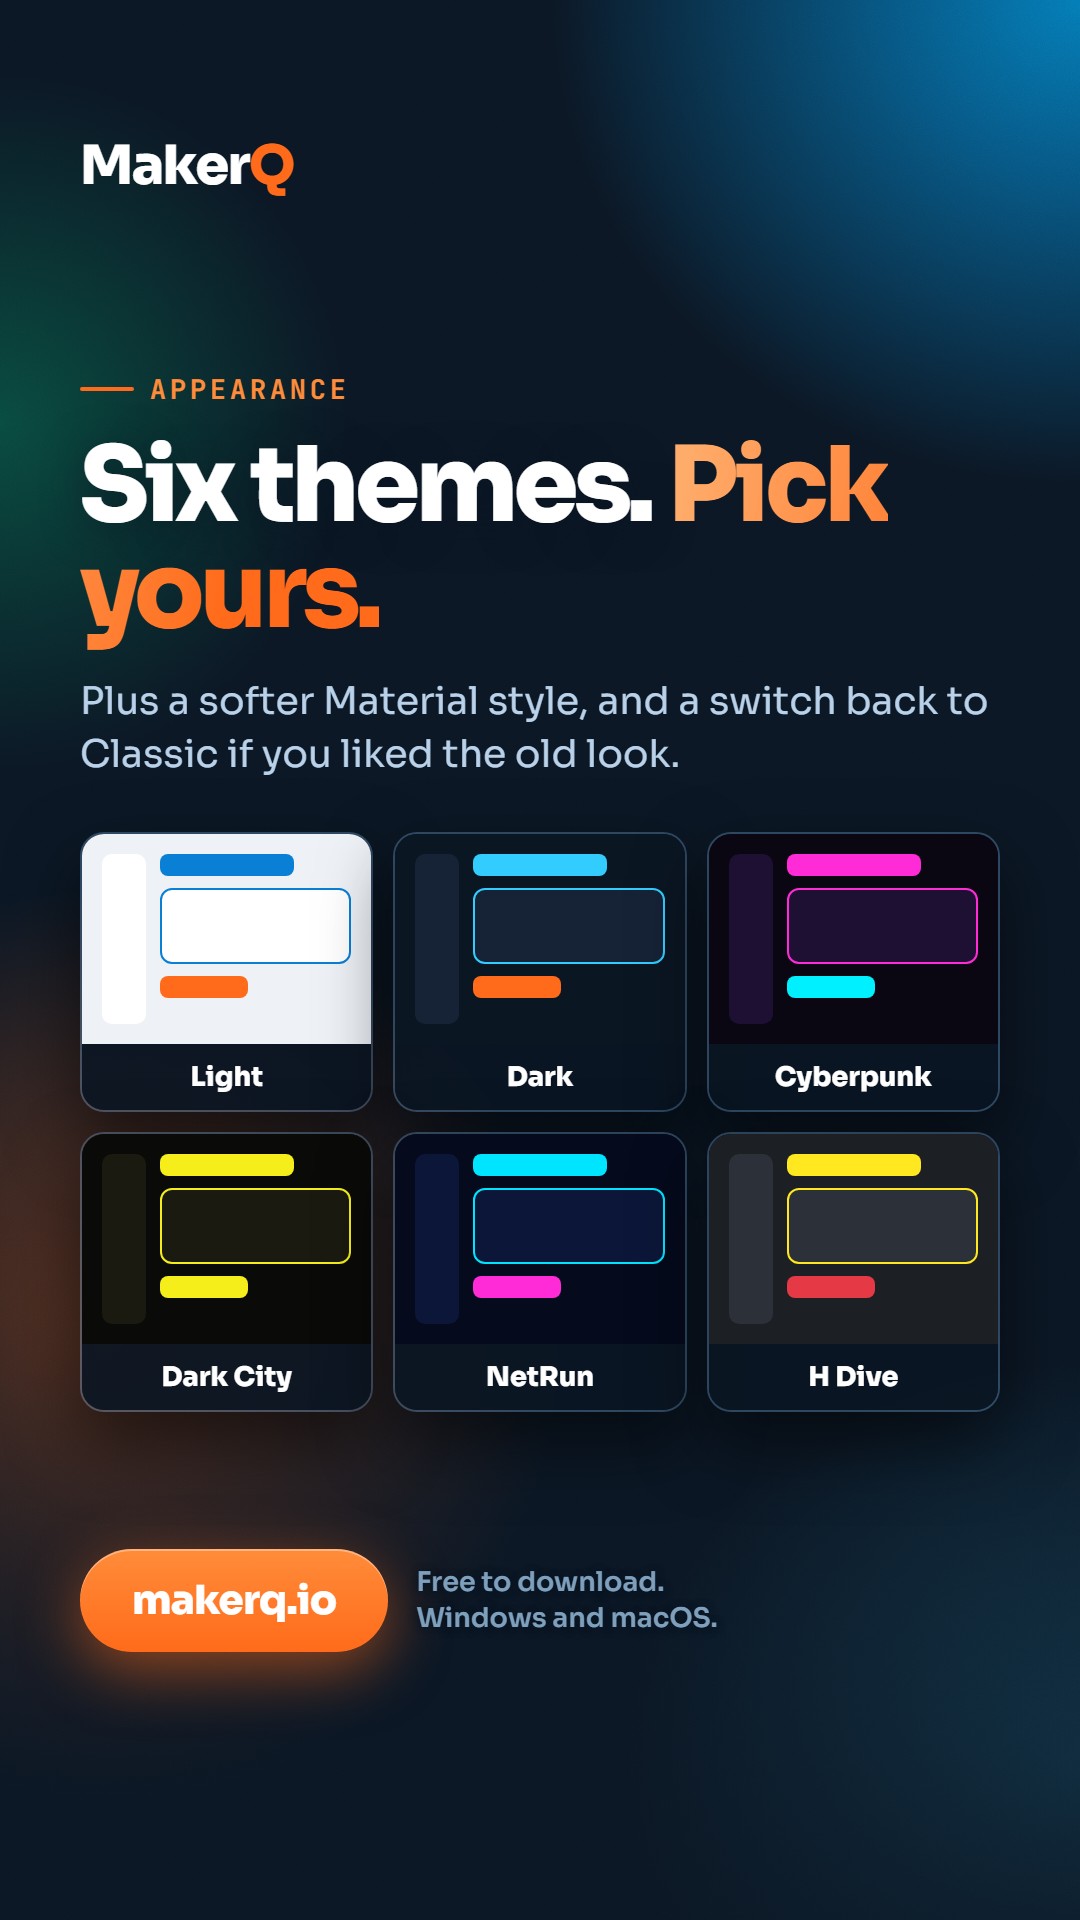 MakerQ
APPEARANCE
Six themes. Pick
yours.
Plus a softer Material style, and a switch back to
Classic if you liked the old look.
Light
Dark
Cyberpunk
Dark City
NetRun
H Dive
makerq.io
Free to download.
Windows and macOS.